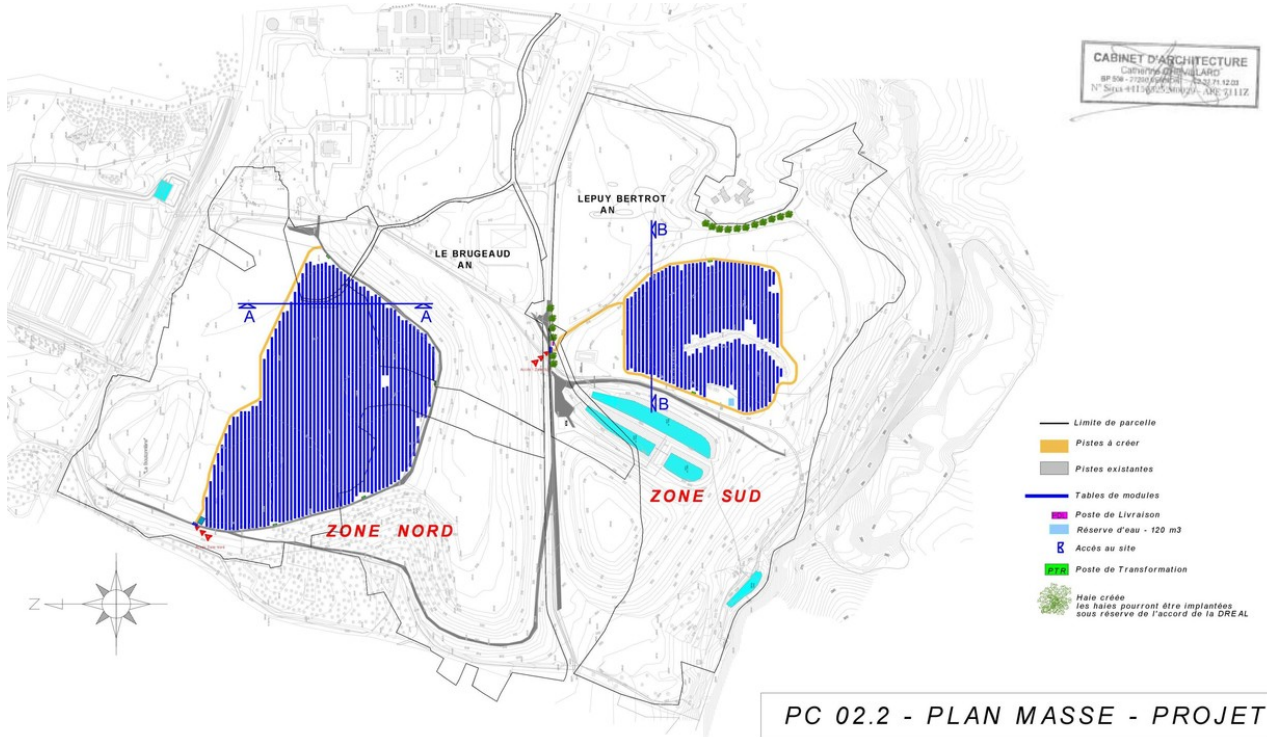 CABINET D'ARCHITECTURE
Catherine
N° Siret
LEPUY BERTROT
AN
B
LE BRUGEAUD
AN
A
A
B
ZONE SUD
ZONE NORD
N
Limite de parcelle
Pistes à créer
Pistes existantes
Tables de modules
Poste de Livraison
Réserve d'eau - 120 m3
Accès au site
PTR
Poste de Transformation
Haie créée
les haies pourront être implantées
sous réserve de l'accord de la DREAL
PC 02.2 - PLAN MASSE - PROJET